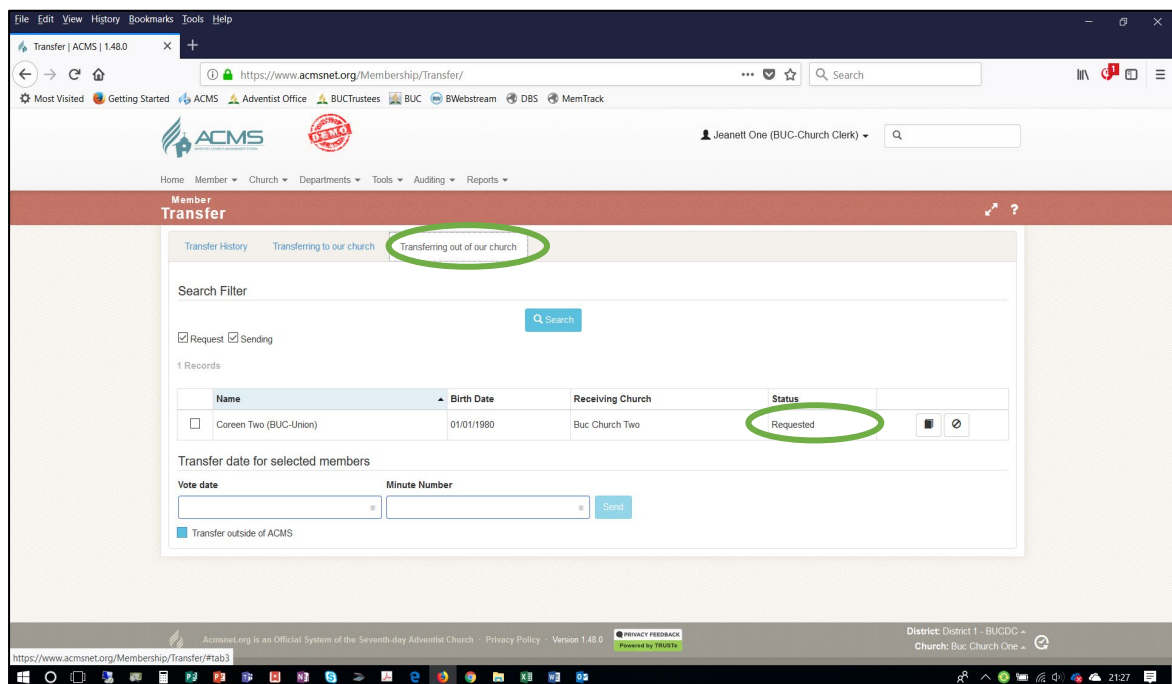 File Edit View History Bookmarks Tools Help
Transfer | ACMS | 1.48.0
https://www.acmsnet.org/Membership/Transfer/
Search
1
Most Visited Getting Started ACMS Adventist Office BUCTrustees BUC BWebstream DBS MemTrack
ACMS
DEMO
Jeanett One (BUC-Church Clerk)
Home Member Church Departments Tools Auditing Reports
Member
Transfer
?
Transfer History Transferring to our church Transferring out of our church
Search Filter
Search
Request Sending
1 Records
Name Birth Date Receiving Church Status
Coreen Two (BUC-Union) 01/01/1980 Buc Church Two Requested
Transfer date for selected members
Vote date Minute Number
Send
Transfer outside of ACMS
Acmsnet.org is an Official System of the Seventh-day Adventist Church · Privacy Policy · Version 1.48.0
PRIVACY FEEDBACK
Powered by TRUSTe
District: District 1 - BUCDC
Church: Buc Church One
https://www.acmsnet.org/Membership/Transfer/#tab3
21:27